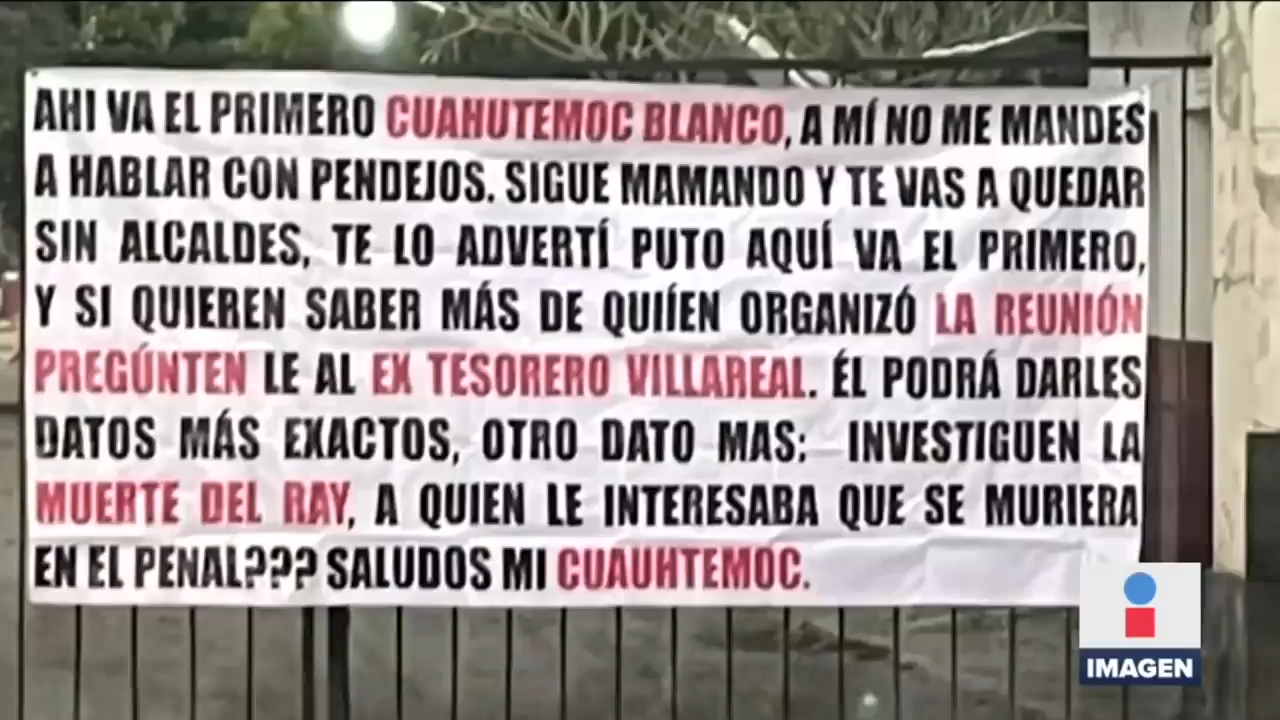 AHI VA EL PRIMERO CUAHUTEMOC BLANCO, A MÍ NO ME MANDES
A HABLAR CON PENDEJOS. SIGUE MAMANDO Y TE VAS A QUEDAR
SIN ALCALDES, TE LO ADVERTÍ PUTO AQUÍ VA EL PRIMERO,
Y SI QUIEREN SABER MÁS DE QUIÍEN ORGANIZÓ LA REUNIÓN
PREGÚNTEN LE AL EX TESORERO VILLAREAL. ÉL PODRÁ DARLES
DATOS MÁS EXACTOS, OTRO DATO MAS: INVESTIGUEN LA
MUERTE DEL RAY, A QUIEN LE INTERESABA QUE SE MURIERA
EN EL PENAL??? SALUDOS MI CUAUHTEMOC.
IMAGEN